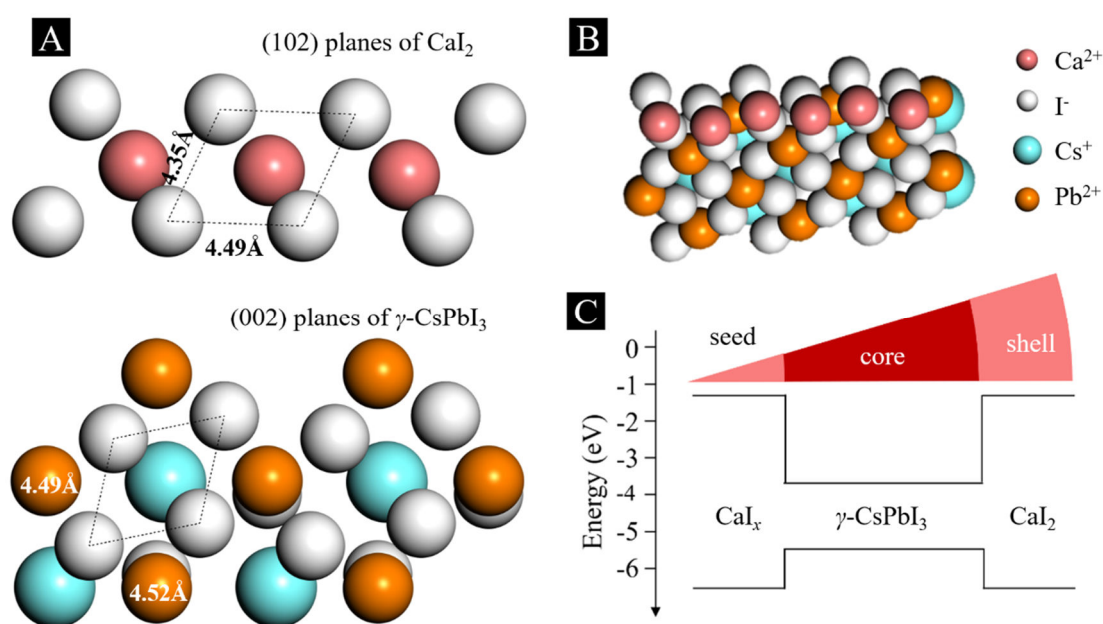 A
(102) planes of CaI₂
4.35Å
4.49Å
(002) planes of γ-CsPbI₃
4.49Å
4.52Å
B
Ca²⁺
I⁻
Cs⁺
Pb²⁺
C
seed
core
shell
Energy (eV)
0
-1
-2
-3
-4
-5
-6
CaIₓ
γ-CsPbI₃
CaI₂